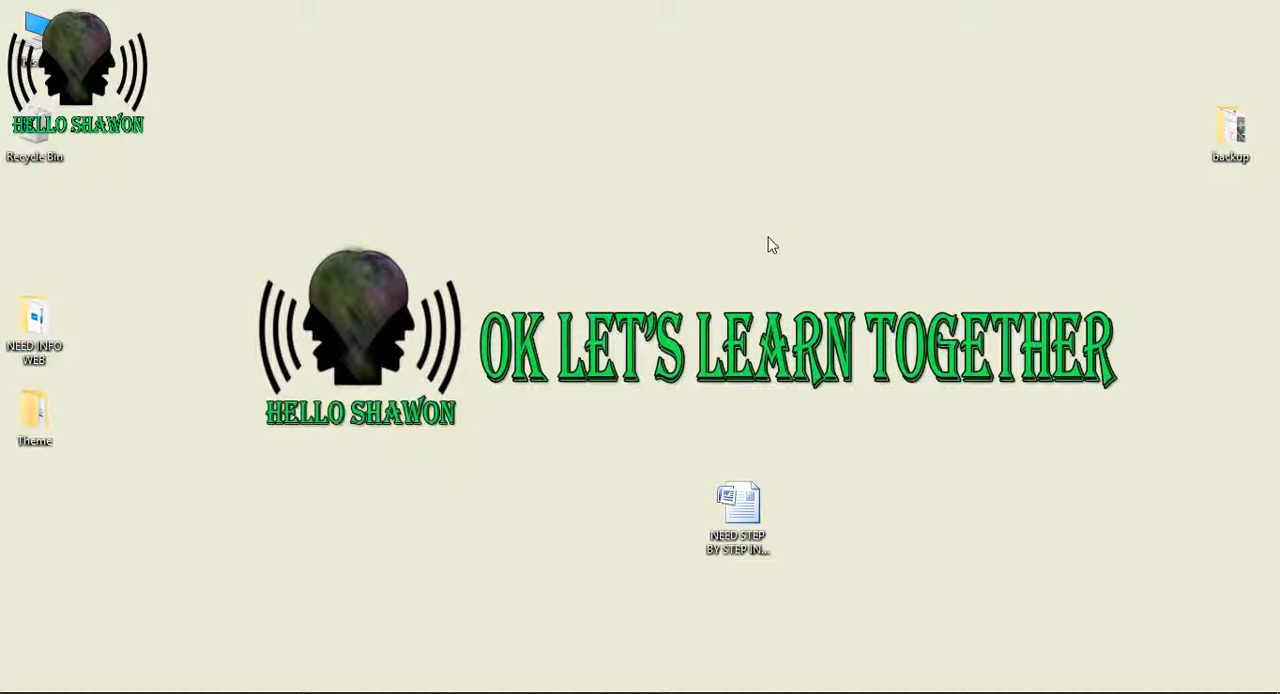 HELLO SHAWON
Recycle Bin
backup
OK LET'S LEARN TOGETHER
HELLO SHAWON
NEED INFO
WEB
Theme
NEED STEP
BY STEP IN...